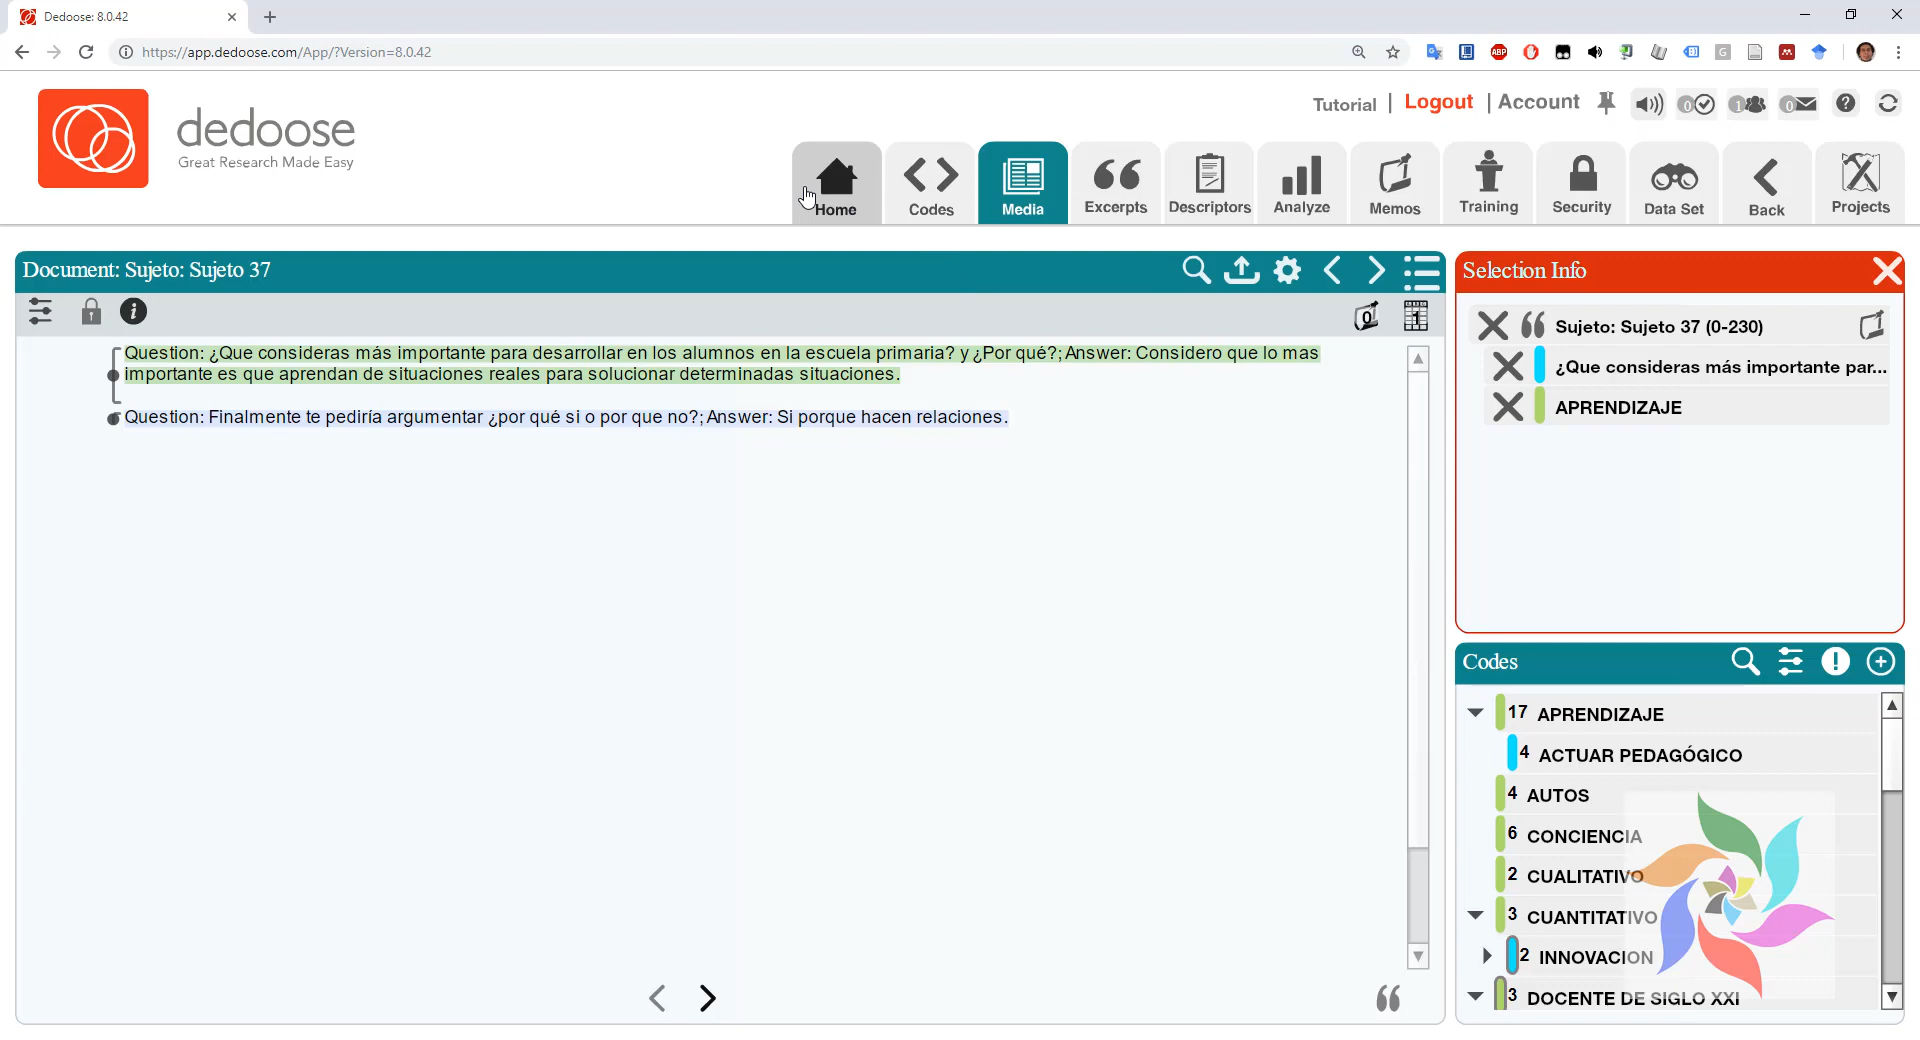 Dedoose: 8.0.42
https://app.dedoose.com/App/?Version=8.0.42
dedoose
Great Research Made Easy
Tutorial | Logout | Account
0 1 0
Home Codes Media Excerpts Descriptors Analyze Memos Training Security Data Set Back Projects
Document: Sujeto: Sujeto 37
0 1
Question: ¿Que consideras más importante para desarrollar en los alumnos en la escuela primaria? y ¿Por qué?; Answer: Considero que lo mas
importante es que aprendan de situaciones reales para solucionar determinadas situaciones.
Question: Finalmente te pediría argumentar ¿por qué si o por que no?; Answer: Si porque hacen relaciones.
Selection Info
Sujeto: Sujeto 37 (0-230)
¿Que consideras más importante par...
APRENDIZAJE
Codes
17 APRENDIZAJE
4 ACTUAR PEDAGÓGICO
4 AUTOS
6 CONCIENCIA
2 CUALITATIVO
3 CUANTITATIVO
2 INNOVACION
3 DOCENTE DE SIGLO XXI